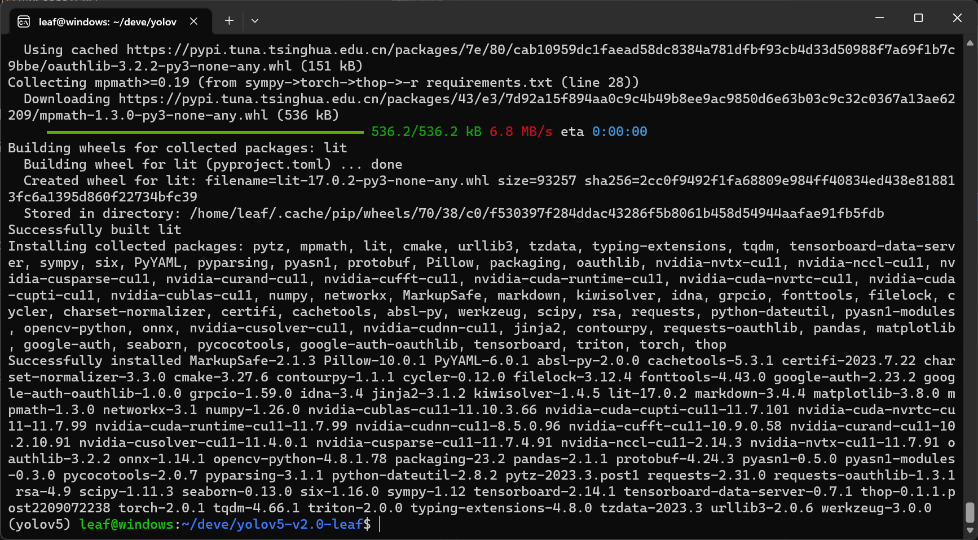 leaf@windows: ~/deve/yolov
Using cached https://pypi.tuna.tsinghua.edu.cn/packages/7e/80/cab10959dc1faead58dc8384a781dfbf93cb4d33d50988f7a69f1b7c
9bbe/oauthlib-3.2.2-py3-none-any.whl (151 kB)
Collecting mpmath>=0.19 (from sympy->torch->thop->-r requirements.txt (line 28))
Downloading https://pypi.tuna.tsinghua.edu.cn/packages/43/e3/7d92a15f894aa0c9c4b49b8ee9ac9850d6e63b03c9c32c0367a13ae62
209/mpmath-1.3.0-py3-none-any.whl (536 kB)
536.2/536.2 kB 6.8 MB/s eta 0:00:00
Building wheels for collected packages: lit
Building wheel for lit (pyproject.toml) ... done
Created wheel for lit: filename=lit-17.0.2-py3-none-any.whl size=93257 sha256=2cc0f9492f1fa68809e984ff40834ed438e81881
3fc6a1395d860f22734bfc39
Stored in directory: /home/leaf/.cache/pip/wheels/70/38/c0/f530397f284ddac43286f5b8061b458d54944aafae91fb5fdb
Successfully built lit
Installing collected packages: pytz, mpmath, lit, cmake, urllib3, tzdata, typing-extensions, tqdm, tensorboard-data-serv
er, sympy, six, PyYAML, pyparsing, pyasn1, protobuf, Pillow, packaging, oauthlib, nvidia-nvtx-cu11, nvidia-nccl-cu11, nv
idia-cusparse-cu11, nvidia-curand-cu11, nvidia-cufft-cu11, nvidia-cuda-runtime-cu11, nvidia-cuda-nvrtc-cu11, nvidia-cuda
-cupti-cu11, nvidia-cublas-cu11, numpy, networkx, MarkupSafe, markdown, kiwisolver, idna, grpcio, fonttools, filelock, c
ycler, charset-normalizer, certifi, cachetools, absl-py, werkzeug, scipy, rsa, requests, python-dateutil, pyasn1-modules
, opencv-python, onnx, nvidia-cusolver-cu11, nvidia-cudnn-cu11, jinja2, contourpy, requests-oauthlib, pandas, matplotlib
, google-auth, seaborn, pycocotools, google-auth-oauthlib, tensorboard, triton, torch, thop
Successfully installed MarkupSafe-2.1.3 Pillow-10.0.1 PyYAML-6.0.1 absl-py-2.0.0 cachetools-5.3.1 certifi-2023.7.22 char
set-normalizer-3.3.0 cmake-3.27.6 contourpy-1.1.1 cycler-0.12.0 filelock-3.12.4 fonttools-4.43.0 google-auth-2.23.2 goog
le-auth-oauthlib-1.0.0 grpcio-1.59.0 idna-3.4 jinja2-3.1.2 kiwisolver-1.4.5 lit-17.0.2 markdown-3.4.4 matplotlib-3.8.0 m
pmath-1.3.0 networkx-3.1 numpy-1.26.0 nvidia-cublas-cu11-11.10.3.66 nvidia-cuda-cupti-cu11-11.7.101 nvidia-cuda-nvrtc-cu
11-11.7.99 nvidia-cuda-runtime-cu11-11.7.99 nvidia-cudnn-cu11-8.5.0.96 nvidia-cufft-cu11-10.9.0.58 nvidia-curand-cu11-10
.2.10.91 nvidia-cusolver-cu11-11.4.0.1 nvidia-cusparse-cu11-11.7.4.91 nvidia-nccl-cu11-2.14.3 nvidia-nvtx-cu11-11.7.91 o
authlib-3.2.2 onnx-1.14.1 opencv-python-4.8.1.78 packaging-23.2 pandas-2.1.1 protobuf-4.24.3 pyasn1-0.5.0 pyasn1-modules
-0.3.0 pycocotools-2.0.7 pyparsing-3.1.1 python-dateutil-2.8.2 pytz-2023.3.post1 requests-2.31.0 requests-oauthlib-1.3.1
rsa-4.9 scipy-1.11.3 seaborn-0.13.0 six-1.16.0 sympy-1.12 tensorboard-2.14.1 tensorboard-data-server-0.7.1 thop-0.1.1.p
ost2209072238 torch-2.0.1 tqdm-4.66.1 triton-2.0.0 typing-extensions-4.8.0 tzdata-2023.3 urllib3-2.0.6 werkzeug-3.0.0
(yolov5) leaf@windows:~/deve/yolov5-v2.0-leaf$